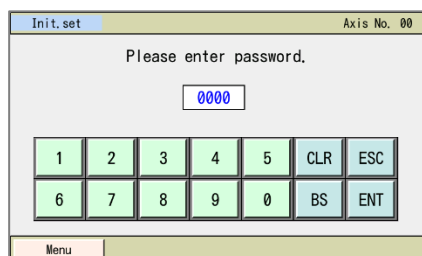 Init.set Axis No. 00
Please enter password.
0000
1 2 3 4 5 CLR ESC
6 7 8 9 0 BS ENT
Menu